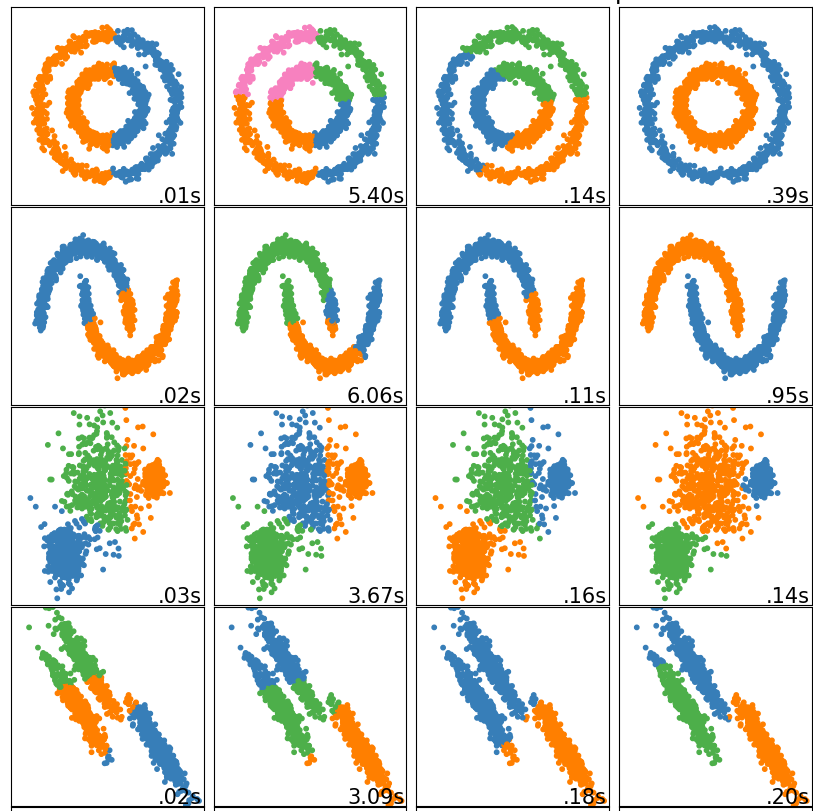 .01s 5.40s .14s .39s
.02s 6.06s .11s .95s
.03s 3.67s .16s .14s
.02s 3.09s .18s .20s